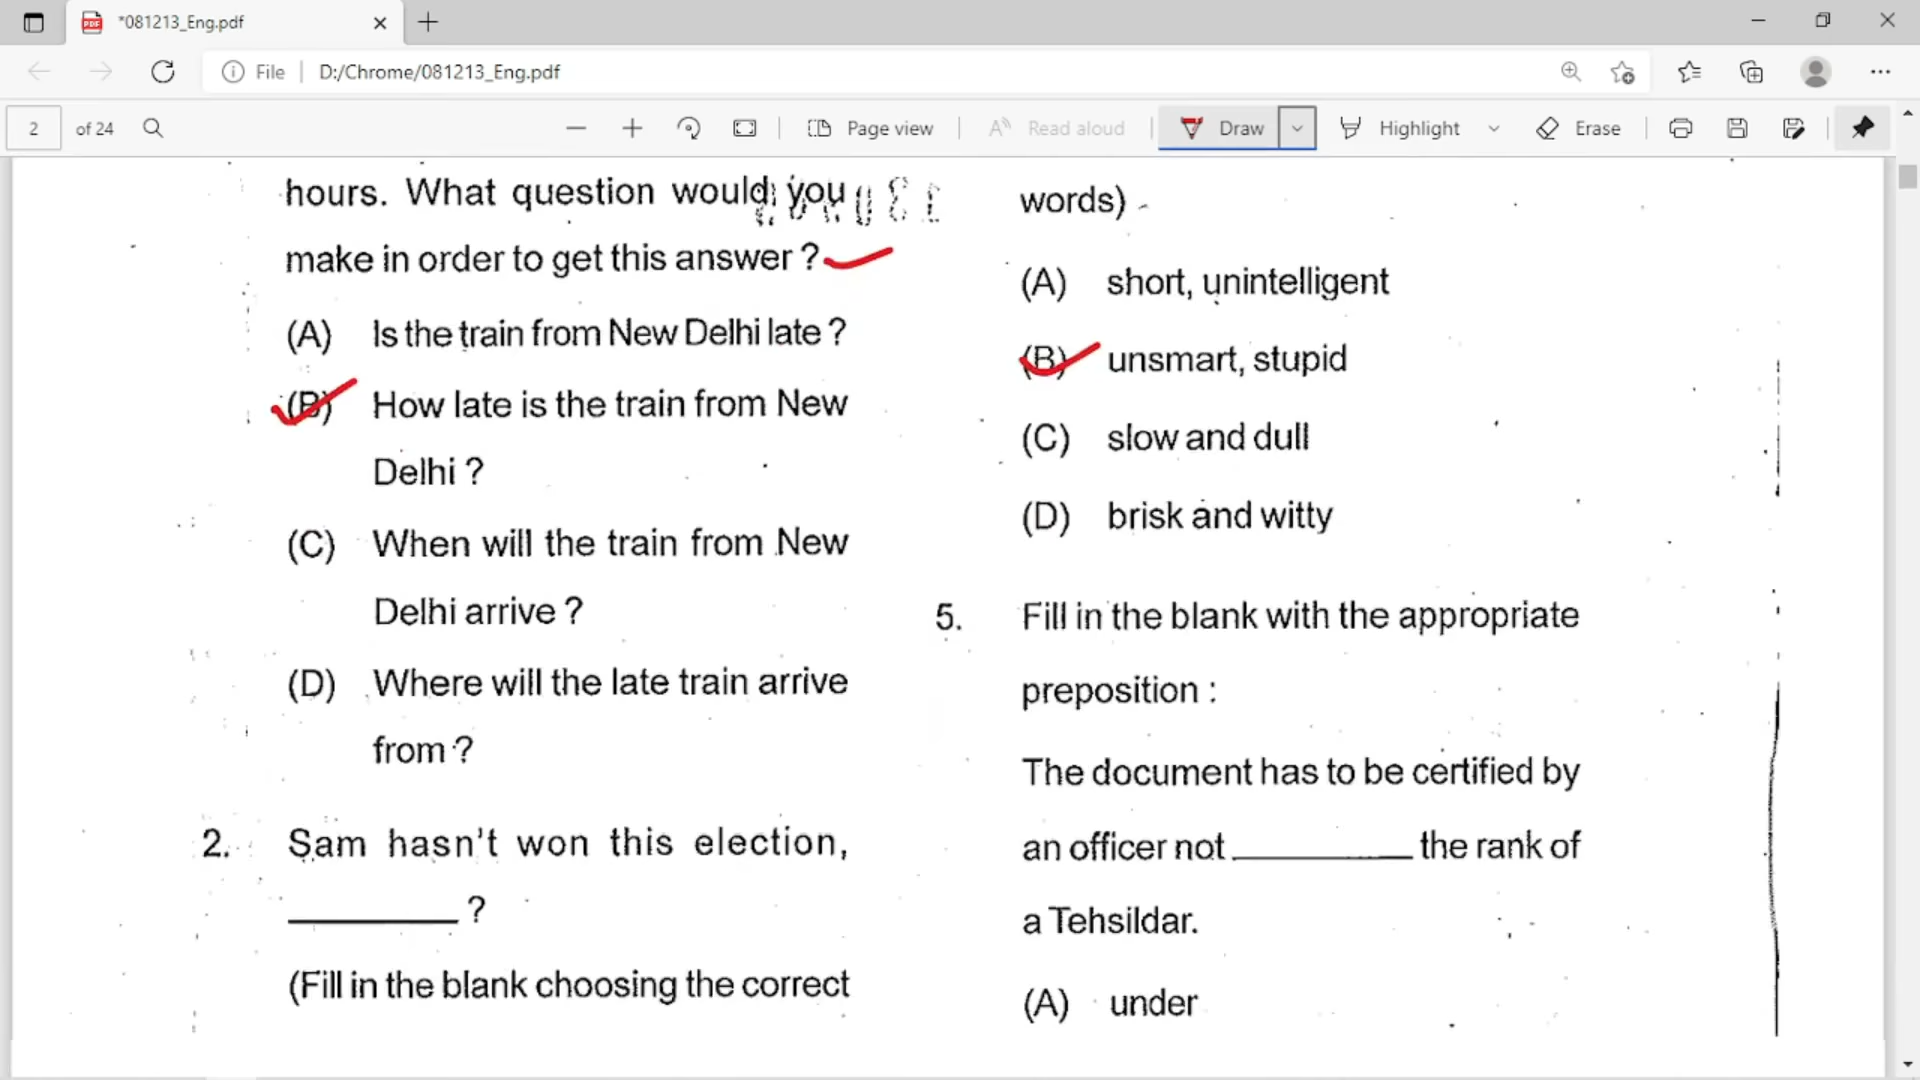 *081213_Eng.pdf
File
D:/Chrome/081213_Eng.pdf
2
of 24
Page view
Read aloud
Draw
Highlight
Erase
hours. What question would you
make in order to get this answer ?
(A) Is the train from New Delhi late ?
(B) How late is the train from New
Delhi ?
(C) When will the train from New
Delhi arrive ?
(D) Where will the late train arrive
from ?
2. Sam hasn't won this election,
__________ ?
(Fill in the blank choosing the correct
words)
(A) short, unintelligent
(B) unsmart, stupid
(C) slow and dull
(D) brisk and witty
5. Fill in the blank with the appropriate
preposition :
The document has to be certified by
an officer not __________ the rank of
a Tehsildar.
(A) under